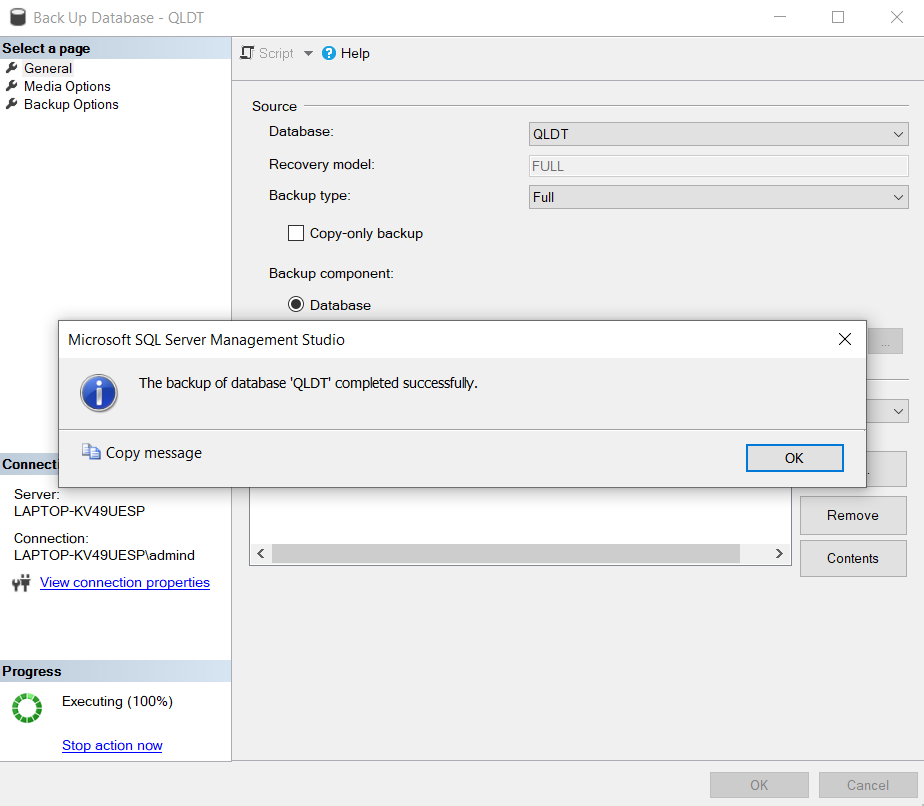 Back Up Database - QLDT
Select a page
General
Media Options
Backup Options
Script
Help
Source
Database:
QLDT
Recovery model:
FULL
Backup type:
Full
Copy-only backup
Backup component:
Database
...
Microsoft SQL Server Management Studio
The backup of database 'QLDT' completed successfully.
Copy message
OK
Connecti
Server:
LAPTOP-KV49UESP
Connection:
LAPTOP-KV49UESP\admind
View connection properties
Remove
Contents
Progress
Executing (100%)
Stop action now
OK
Cancel